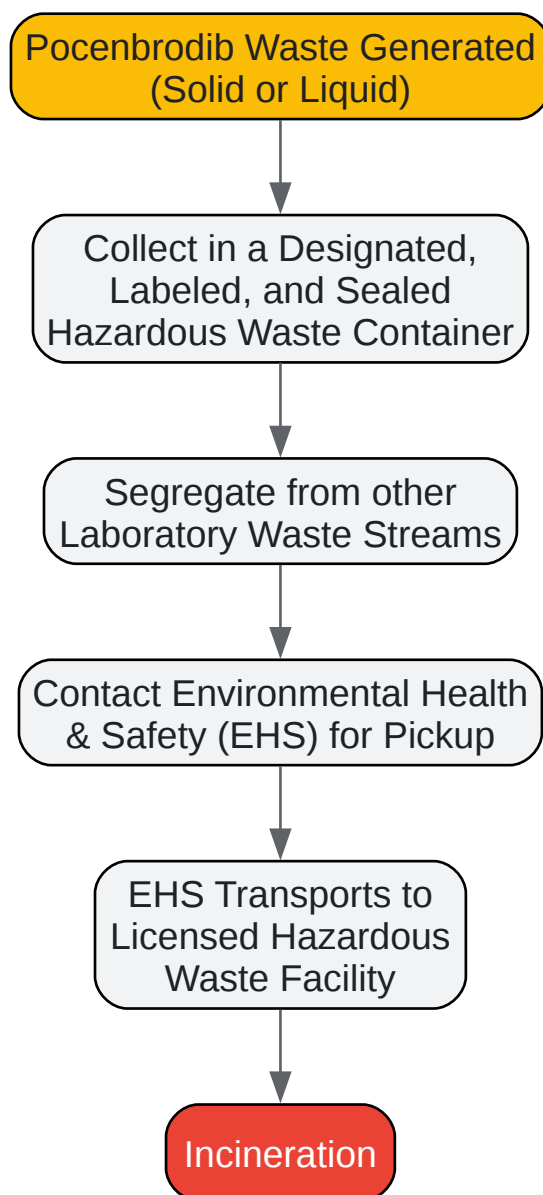 Pocenbrodib Waste Generated
(Solid or Liquid)
Collect in a Designated,
Labeled, and Sealed
Hazardous Waste Container
Segregate from other
Laboratory Waste Streams
Contact Environmental Health
& Safety (EHS) for Pickup
EHS Transports to
Licensed Hazardous
Waste Facility
Incineration